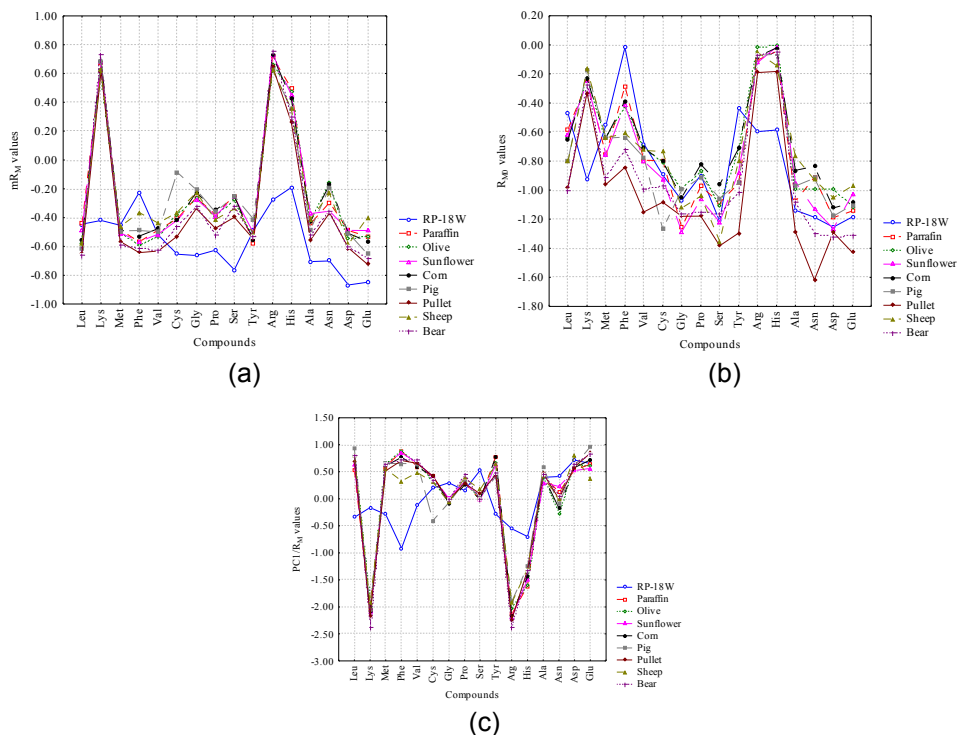 1.00
0.80
0.60
0.40
0.20
0.00
-0.20
-0.40
-0.60
-0.80
-1.00
mR_M values
Leu Lys Met Phe Val Cys Gly Pro Ser Tyr Arg His Ala Asn Asp Glu
Compounds
RP-18W
Paraffin
Olive
Sunflower
Corn
Pig
Pullet
Sheep
Bear
(a)
0.00
-0.20
-0.40
-0.60
-0.80
-1.00
-1.20
-1.40
-1.60
-1.80
R_M0 values
Leu Lys Met Phe Val Cys Gly Pro Ser Tyr Arg His Ala Asn Asp Glu
Compounds
RP-18W
Parrafin
Olive
Sunflower
Corn
Pig
Pullet
Sheep
Bear
(b)
1.50
1.00
0.50
0.00
-0.50
-1.00
-1.50
-2.00
-2.50
-3.00
PC1/R_M values
Leu Lys Met Phe Val Cys Gly Pro Ser Tyr Arg His Ala Asn Asp Glu
Compounds
RP-18W
Paraffin
Olive
Sunflower
Corn
Pig
Pullet
Sheep
Bear
(c)